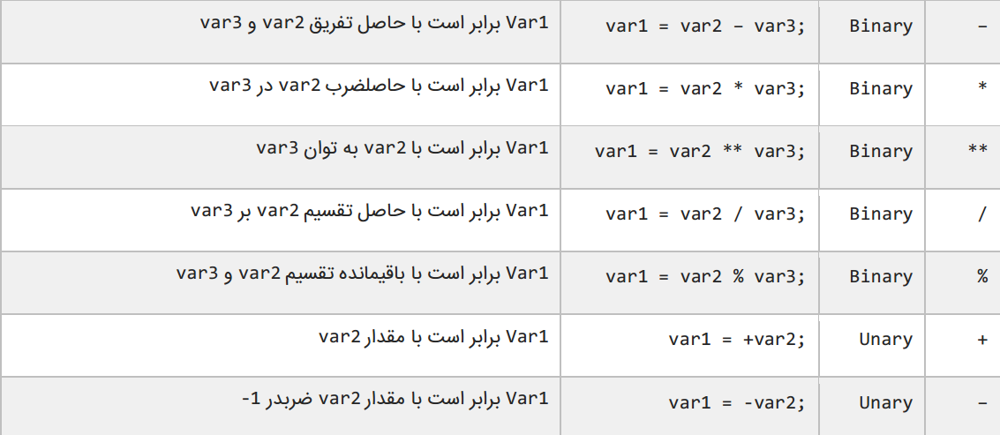 – Binary var1 = var2 – var3; Var1 برابر است با حاصل تفریق var2 و var3
* Binary var1 = var2 * var3; Var1 برابر است با حاصلضرب var2 در var3
** Binary var1 = var2 ** var3; Var1 برابر است با var2 به توان var3
/ Binary var1 = var2 / var3; Var1 برابر است با حاصل تقسیم var2 بر var3
% Binary var1 = var2 % var3; Var1 برابر است با باقیمانده تقسیم var2 و var3
+ Unary var1 = +var2; Var1 برابر است با مقدار var2
– Unary var1 = -var2; Var1 برابر است با مقدار var2 ضربدر 1-